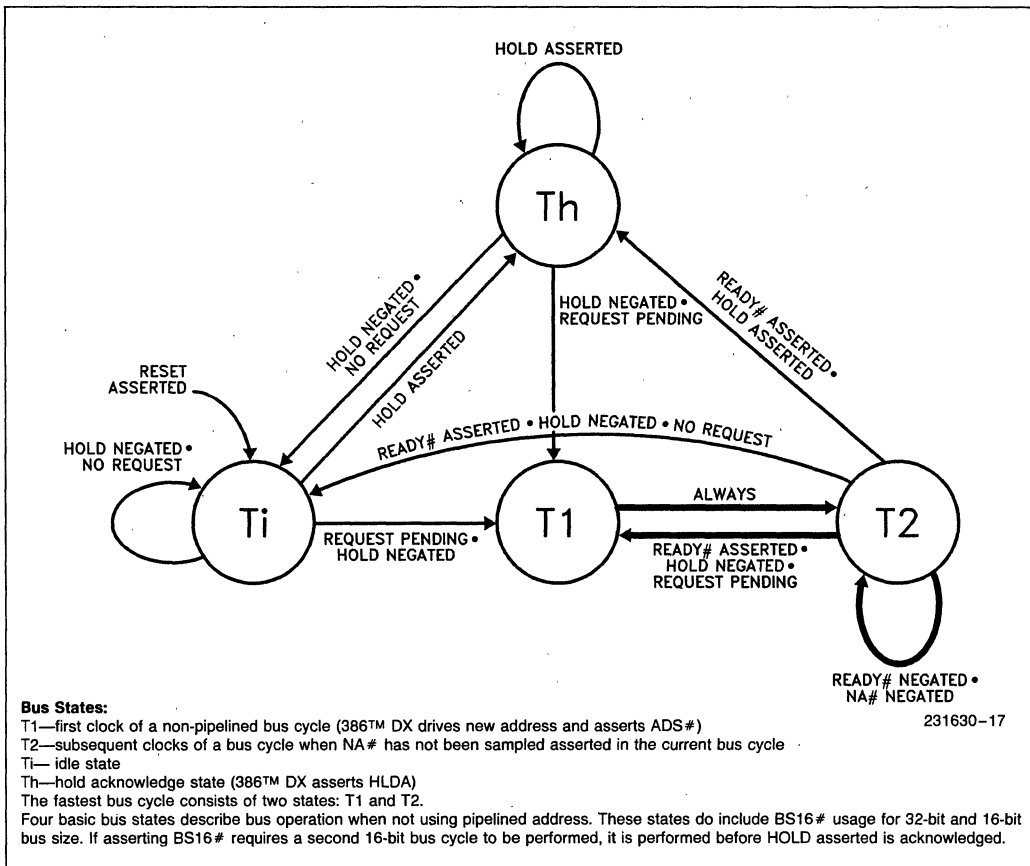 HOLD ASSERTED
Th
HOLD NEGATED •
NO REQUEST
HOLD ASSERTED
HOLD NEGATED •
REQUEST PENDING
READY# ASSERTED •
HOLD ASSERTED
RESET
ASSERTED
HOLD NEGATED •
NO REQUEST
READY# ASSERTED • HOLD NEGATED • NO REQUEST
Ti
REQUEST PENDING •
HOLD NEGATED
T1
ALWAYS
READY# ASSERTED •
HOLD NEGATED •
REQUEST PENDING
T2
READY# NEGATED •
NA# NEGATED
231630-17
Bus States:
T1—first clock of a non-pipelined bus cycle (386™ DX drives new address and asserts ADS#)
T2—subsequent clocks of a bus cycle when NA# has not been sampled asserted in the current bus cycle
Ti— idle state
Th—hold acknowledge state (386™ DX asserts HLDA)
The fastest bus cycle consists of two states: T1 and T2.
Four basic bus states describe bus operation when not using pipelined address. These states do include BS16# usage for 32-bit and 16-bit
bus size. If asserting BS16# requires a second 16-bit bus cycle to be performed, it is performed before HOLD asserted is acknowledged.